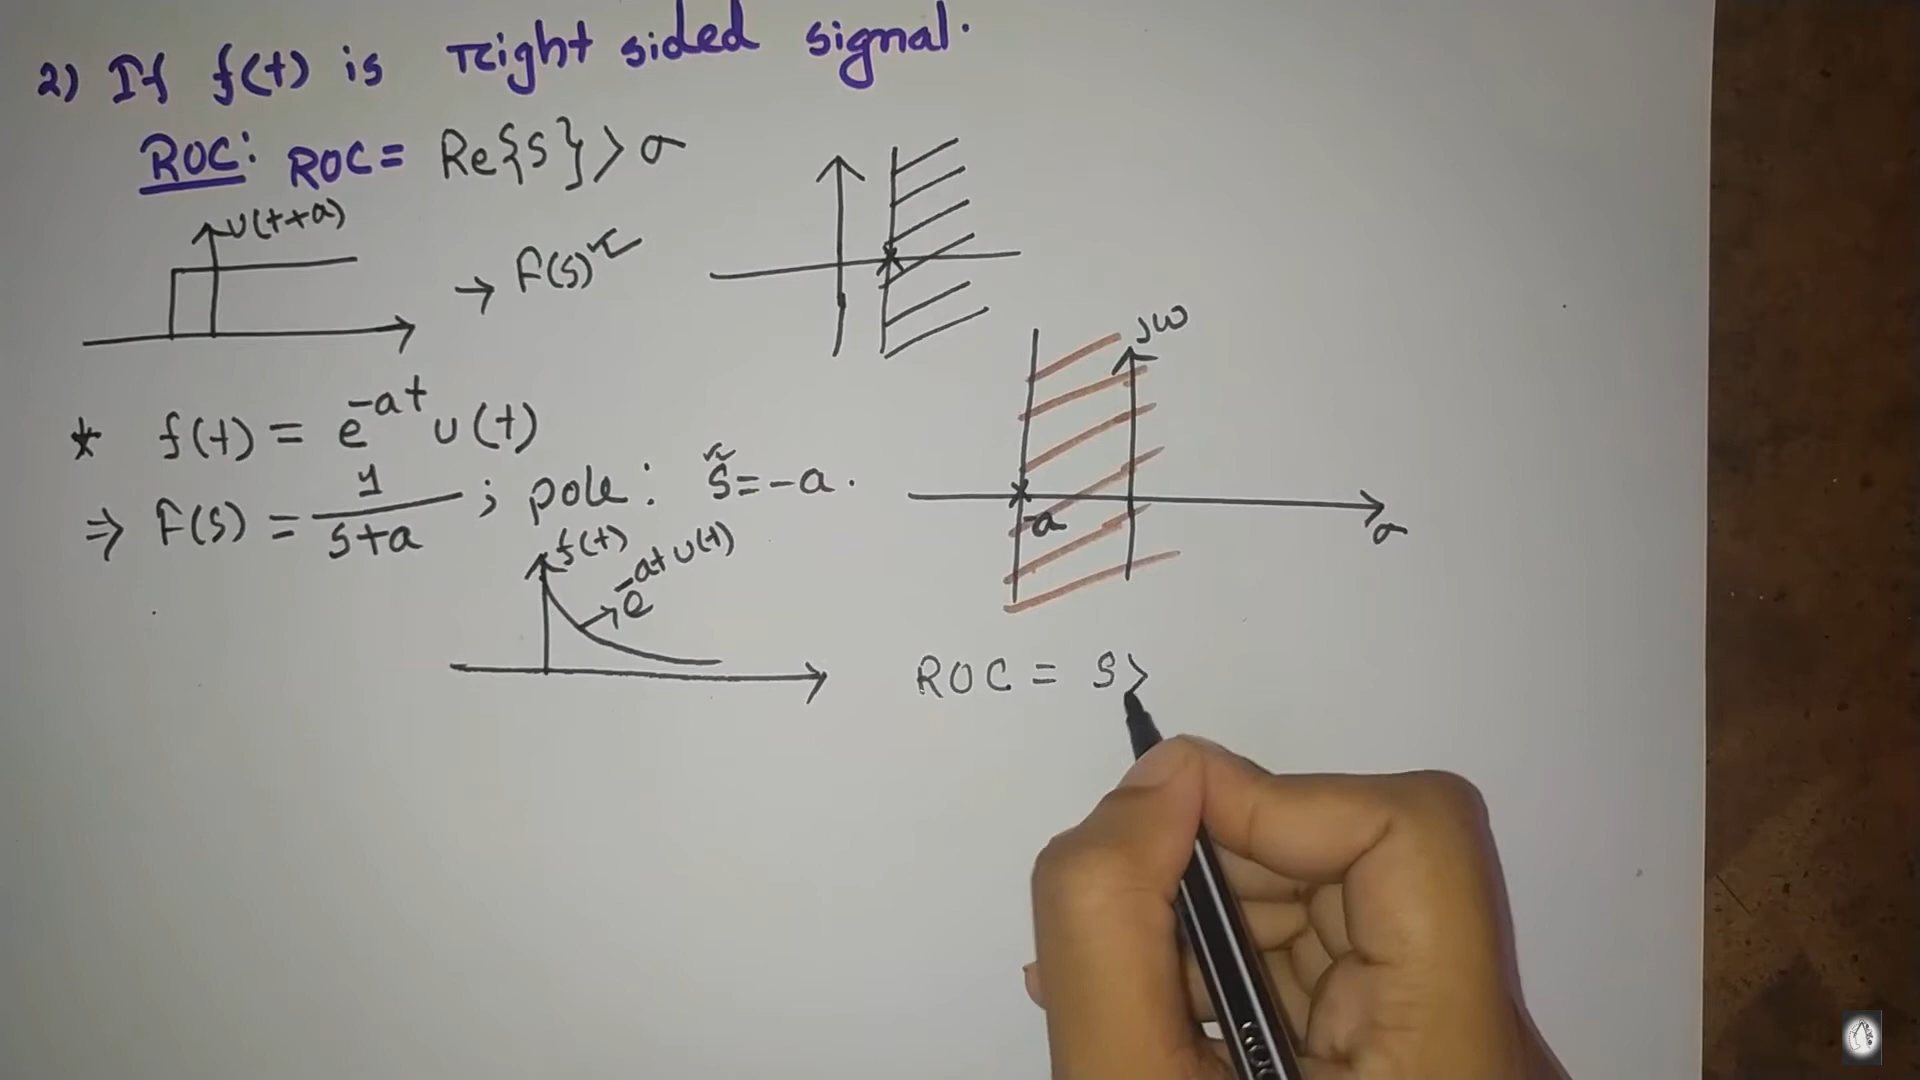 2) If f(t) is right sided signal.
ROC: ROC = Re{S} > σ
u(t+a)
→ F(s)
jω
* f(t) = e^-at u(t)
⇒ F(s) = 1/(s+a) ; pole: s = -a.
-a
σ
f(t)
e^-at u(t)
ROC = S>